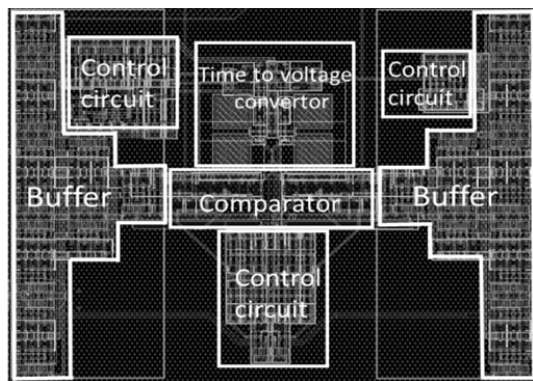 Control
circuit
Time to voltage
convertor
Control
circuit
Buffer
Comparator
Buffer
Control
circuit